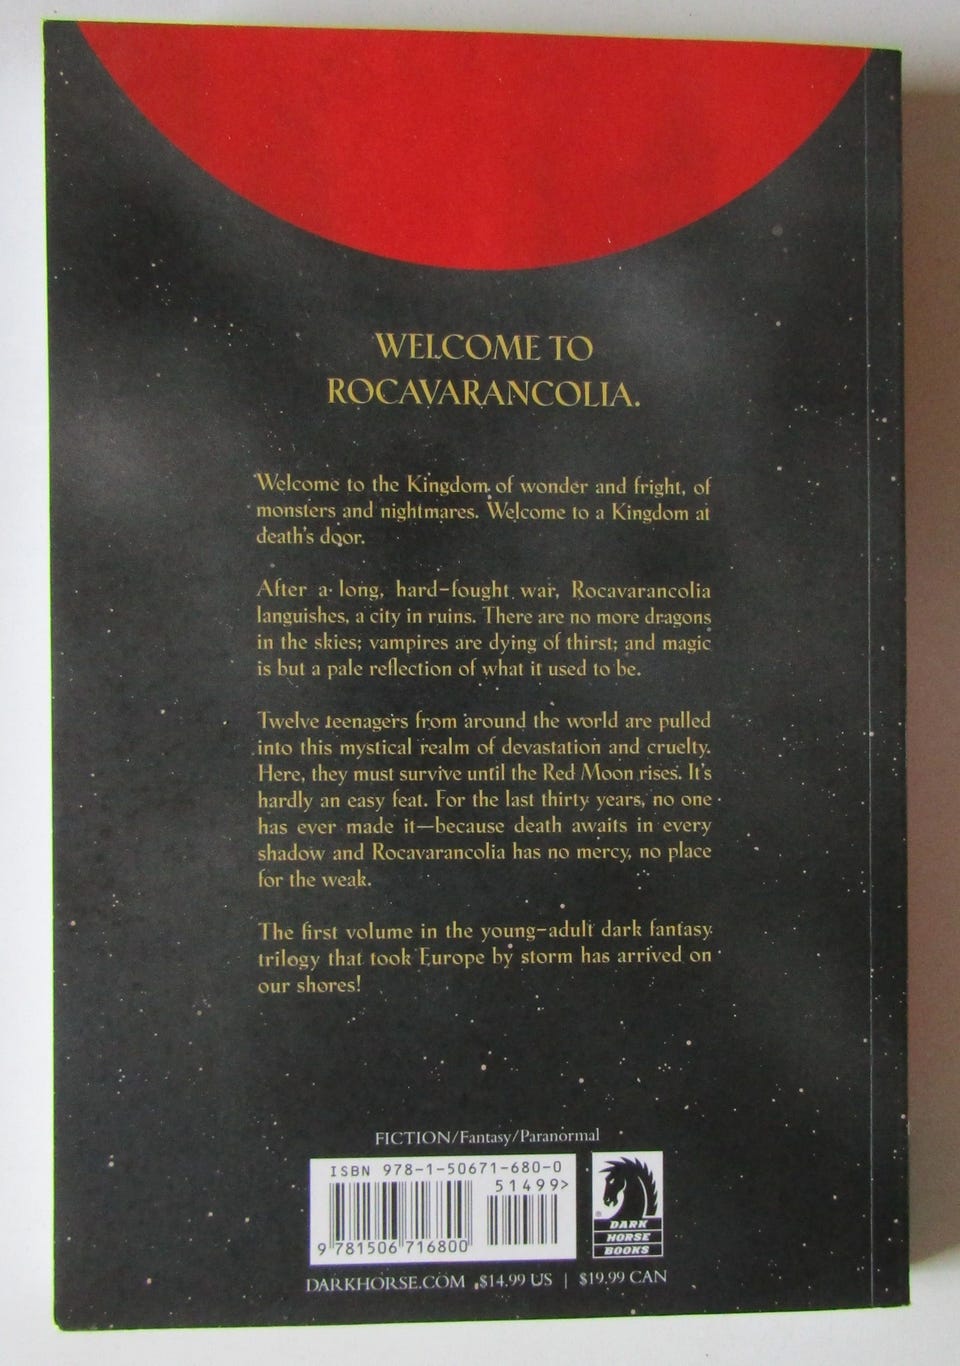 WELCOME TO
ROCAVARANCOLIA.
Welcome to the Kingdom of wonder and fright, of
monsters and nightmares. Welcome to a Kingdom at
death's door.
After a long, hard-fought war, Rocavarancolia
languishes, a city in ruins. There are no more dragons
in the skies; vampires are dying of thirst; and magic
is but a pale reflection of what it used to be.
Twelve teenagers from around the world are pulled
into this mystical realm of devastation and cruelty.
Here, they must survive until the Red Moon rises. It's
hardly an easy feat. For the last thirty years, no one
has ever made it—because death awaits in every
shadow and Rocavarancolia has no mercy, no place
for the weak.
The first volume in the young-adult dark fantasy
trilogy that took Europe by storm has arrived on
our shores!
FICTION/Fantasy/Paranormal
ISBN 978-1-50671-680-0
51499>
9 781506 716800
DARK
HORSE
BOOKS
®
DARKHORSE.COM $14.99 US | $19.99 CAN